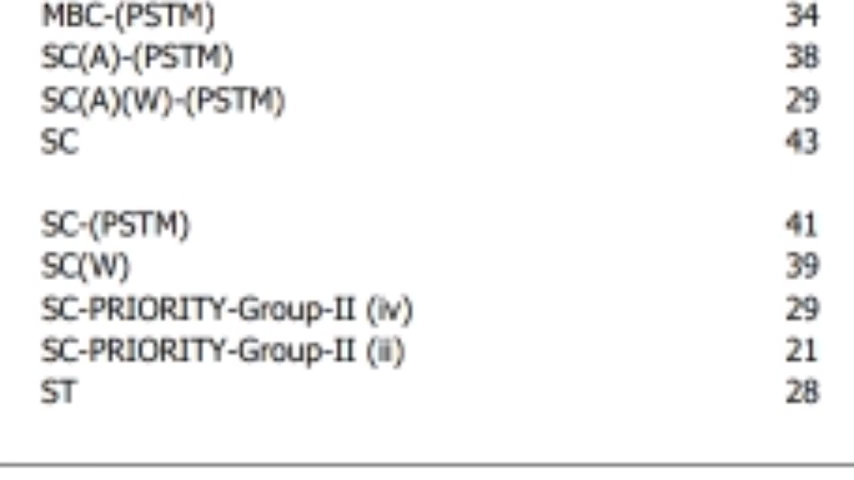 MBC-(PSTM) 34
SC(A)-(PSTM) 38
SC(A)(W)-(PSTM) 29
SC 43
SC-(PSTM) 41
SC(W) 39
SC-PRIORITY-Group-II (iv) 29
SC-PRIORITY-Group-II (ii) 21
ST 28